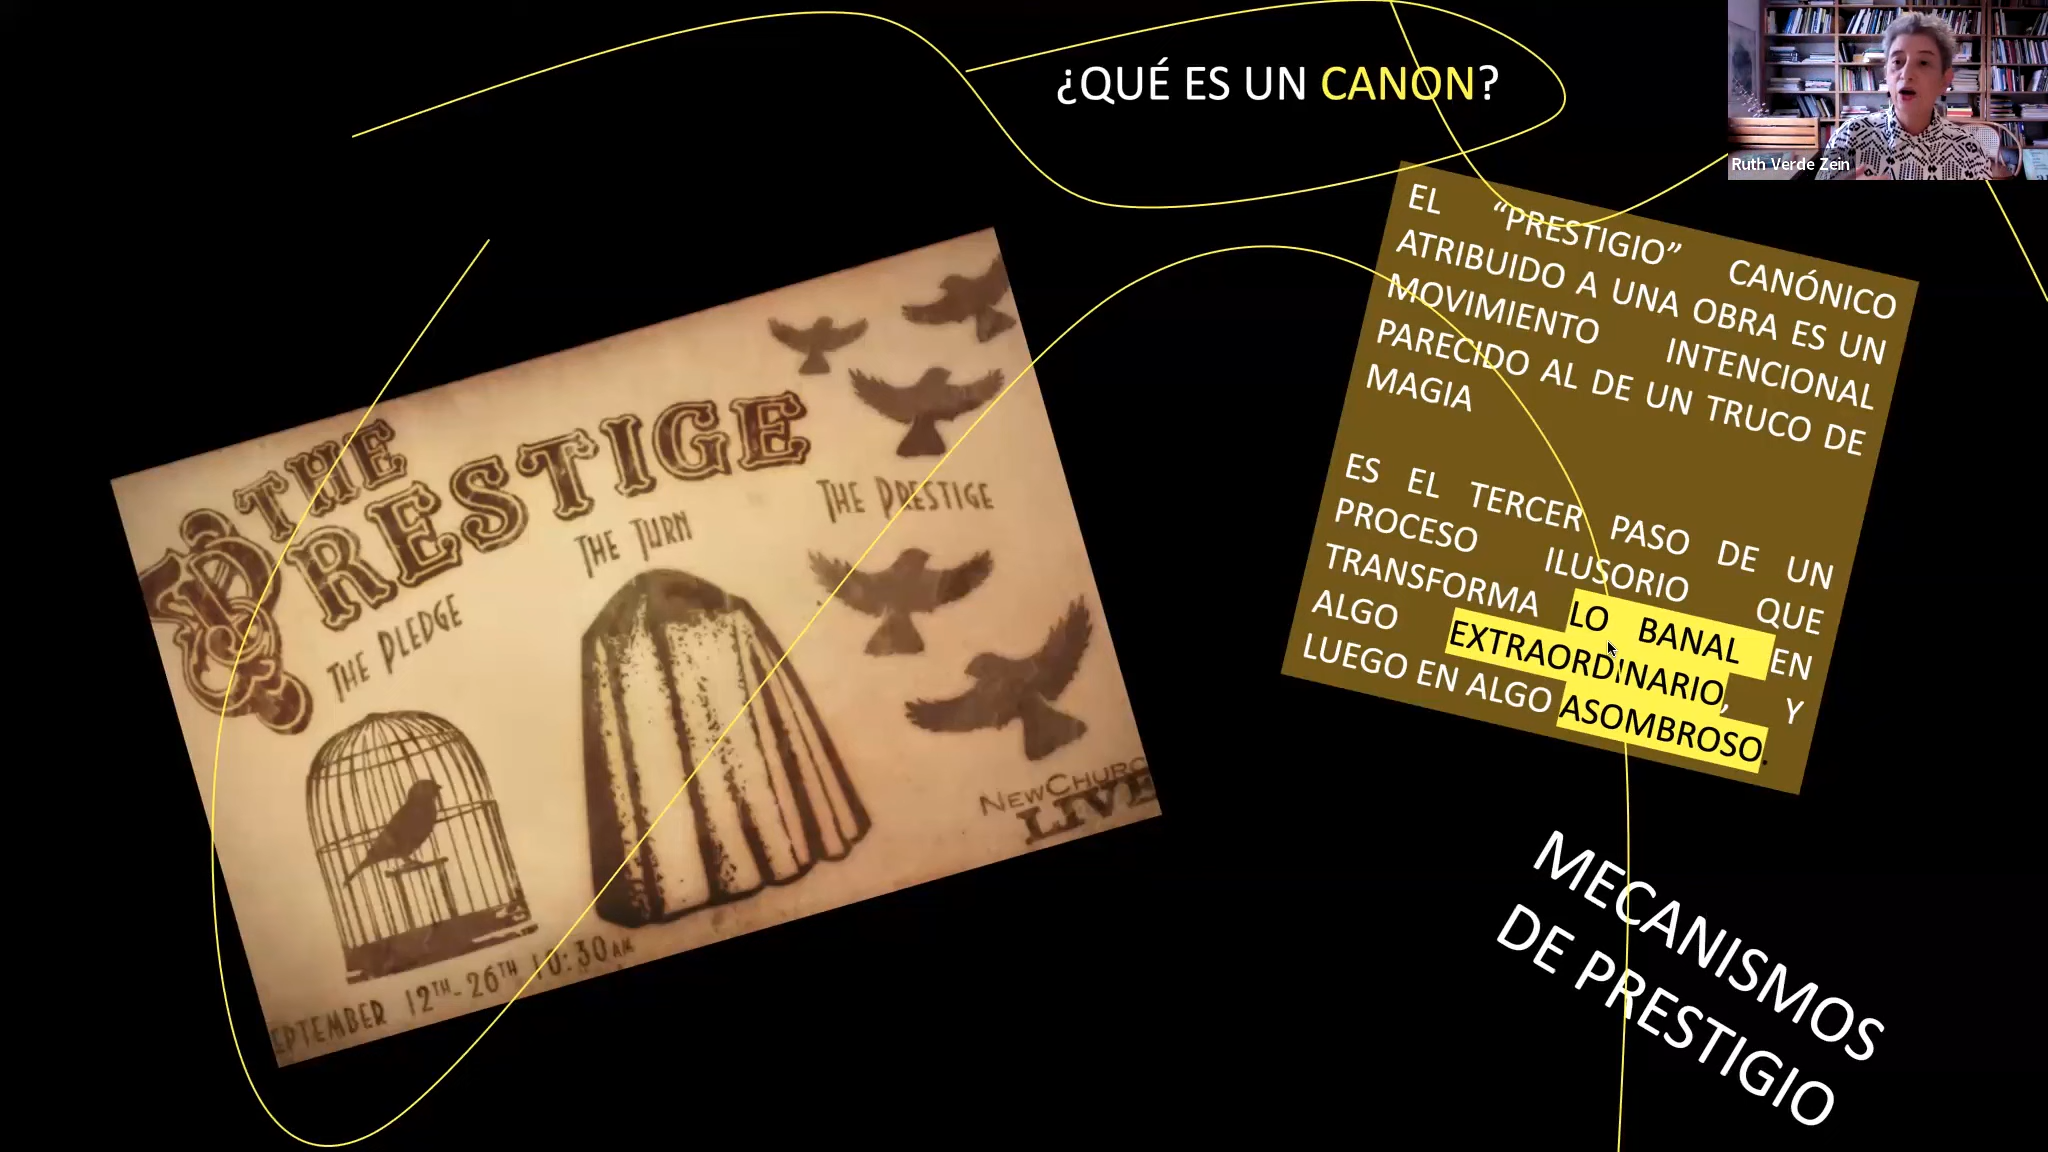 ¿QUÉ ES UN CANON?
Ruth Verde Zein
EL “PRESTIGIO” CANÓNICO
ATRIBUIDO A UNA OBRA ES UN
MOVIMIENTO INTENCIONAL
PARECIDO AL DE UN TRUCO DE
MAGIA
ES EL TERCER PASO DE UN
PROCESO ILUSORIO QUE
TRANSFORMA LO BANAL EN
ALGO EXTRAORDINARIO, Y
LUEGO EN ALGO ASOMBROSO.
THE
PRESTIGE
THE PLEDGE
THE TURN
THE PRESTIGE
NEWCHURC
LIVE
EPTEMBER 12TH-26TH 10:30AM
MECANISMOS
DE PRESTIGIO